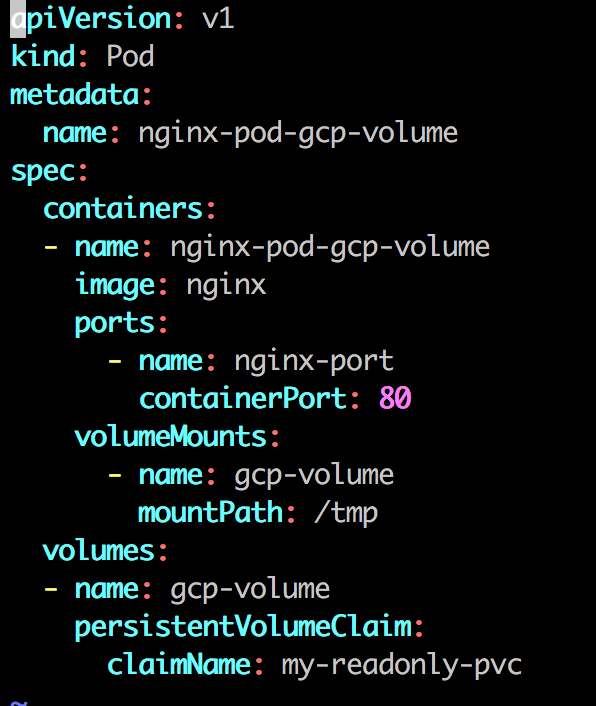 apiVersion: v1
kind: Pod
metadata:
  name: nginx-pod-gcp-volume
spec:
  containers:
  - name: nginx-pod-gcp-volume
    image: nginx
    ports:
      - name: nginx-port
        containerPort: 80
    volumeMounts:
      - name: gcp-volume
        mountPath: /tmp
  volumes:
  - name: gcp-volume
    persistentVolumeClaim:
      claimName: my-readonly-pvc
~